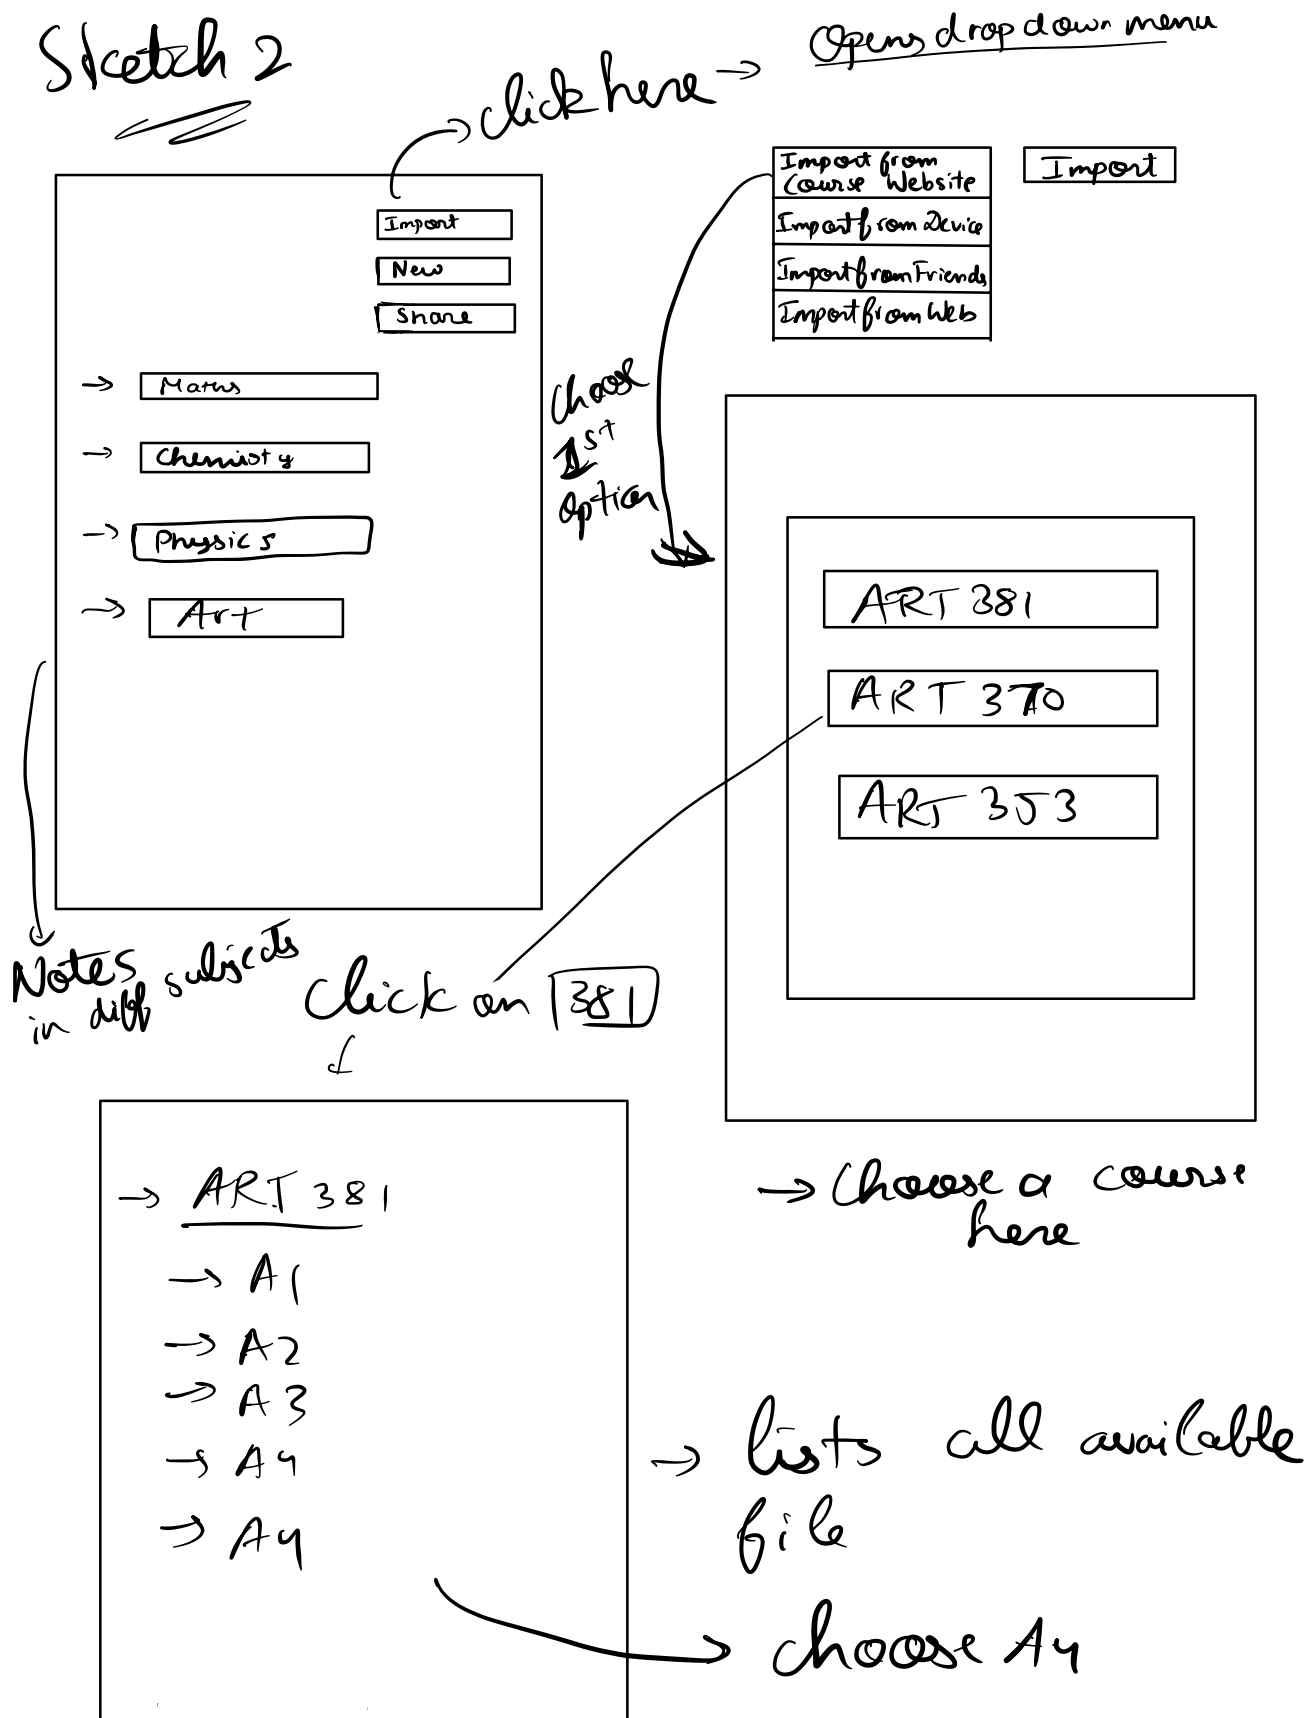 Sketch 2
click here → Opens drop down menu
Import
New
Share
→ Maths
→ Chemisty
→ Physics
→ Art
Notes
in diff subjects
Import from
Course Website
Import from Device
Import from Friends
Import from Web
Import
Choose
1st
option
ART 381
ART 370
ART 353
→ Choose a course
here
Click on 381
→ ART 381
→ A1
→ A2
→ A3
→ A4
→ A4
→ lists all available
file
choose A4